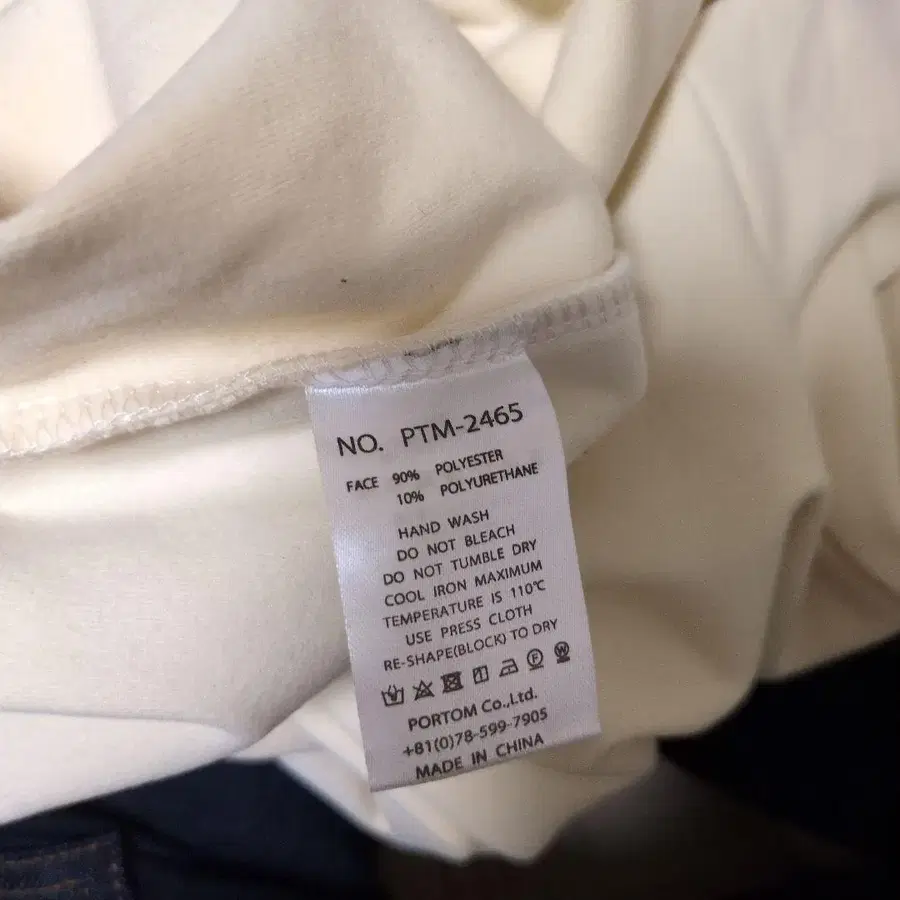 NO. PTM-2465
FACE 90% POLYESTER
10% POLYURETHANE
HAND WASH
DO NOT BLEACH
DO NOT TUMBLE DRY
COOL IRON MAXIMUM
TEMPERATURE IS 110℃
USE PRESS CLOTH
RE-SHAPE(BLOCK) TO DRY
F W
PORTOM Co.,Ltd.
+81(0)78-599-7905
MADE IN CHINA